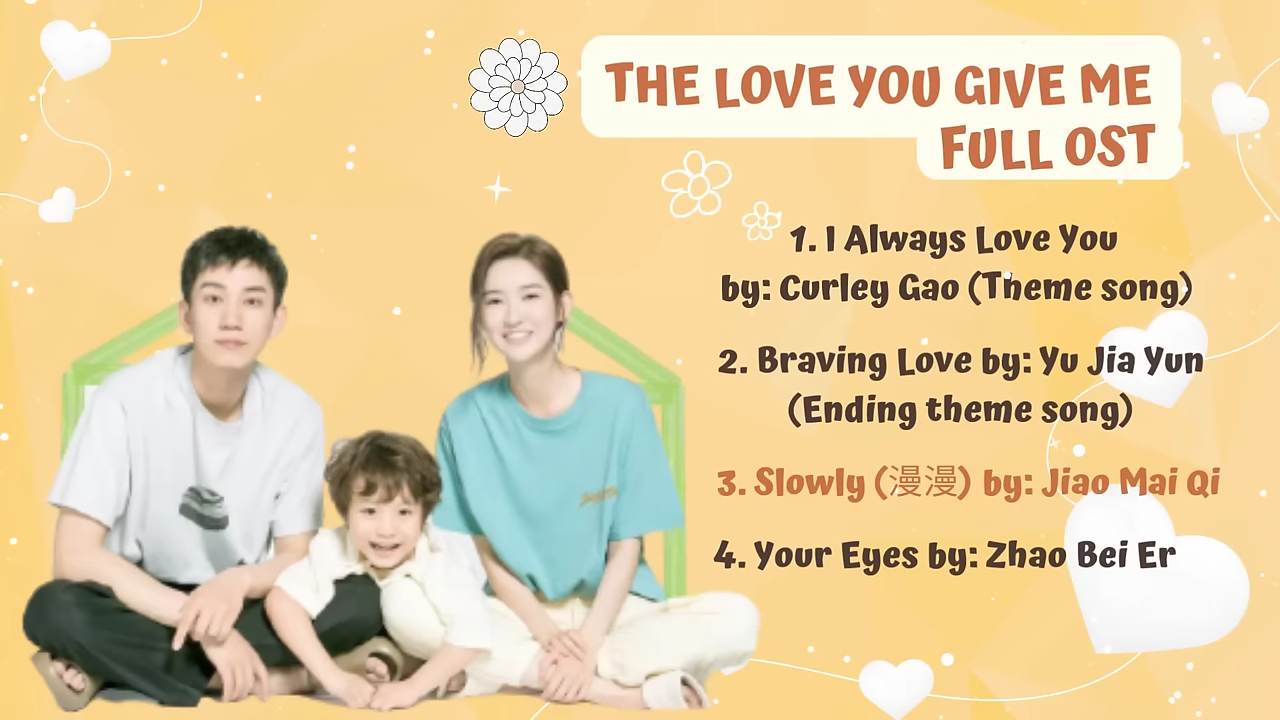 THE LOVE YOU GIVE ME
FULL OST
1. I Always Love You
by: Curley Gao (Theme song)
2. Braving Love by: Yu Jia Yun
(Ending theme song)
3. Slowly (漫漫) by: Jiao Mai Qi
4. Your Eyes by: Zhao Bei Er